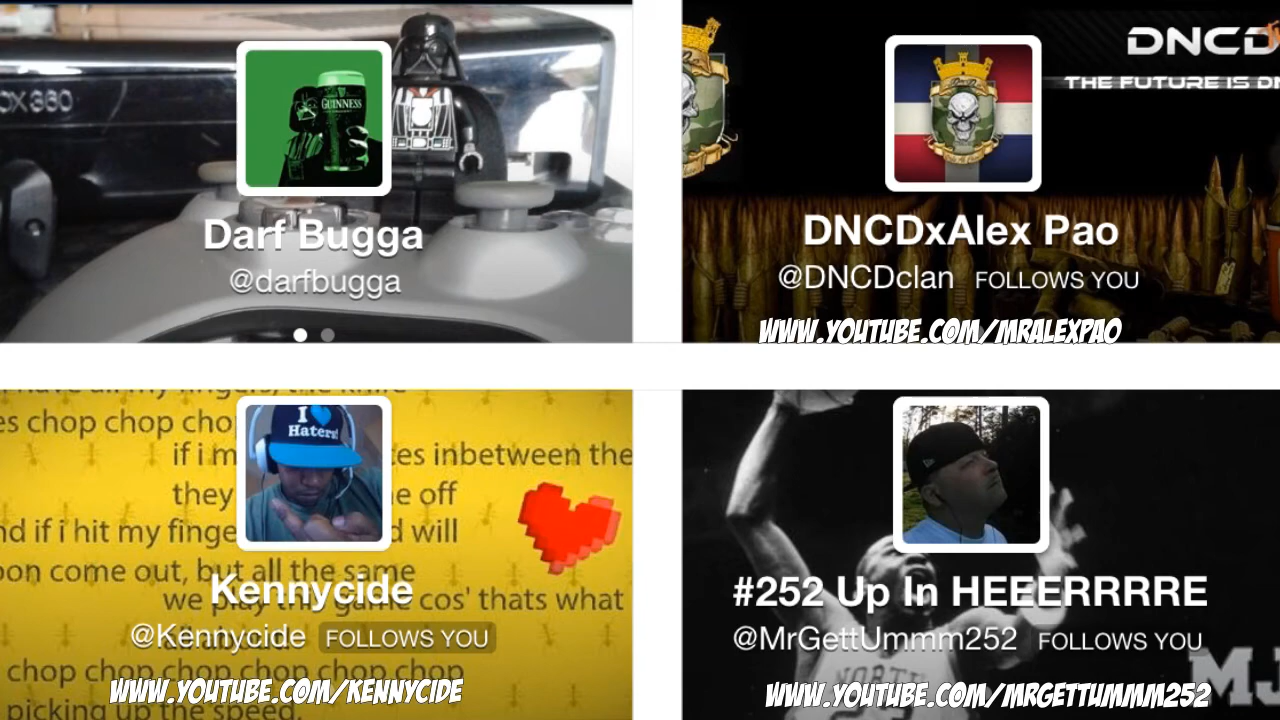 OX360
GUINNESS
Darf Bugga
@darfbugga
DNCD
THE FUTURE IS
DNCDxAlex Pao
@DNCDclan FOLLOWS YOU
WWW.YOUTUBE.COM/MRALEXPAO
es chop chop cho
if i m
tes inbetween the
they
e off
nd if i hit my finge
d will
oon come out, but all the same
we play this game cos' thats what
chop chop chop chop chop chop
picking up the speed.
I
Haters!
Kennycide
@Kennycide FOLLOWS YOU
WWW.YOUTUBE.COM/KENNYCIDE
#252 Up In HEEERRRRE
@MrGettUmmm252 FOLLOWS YOU
NORTH
23
MJ
WWW.YOUTUBE.COM/MRGETTUMMM252